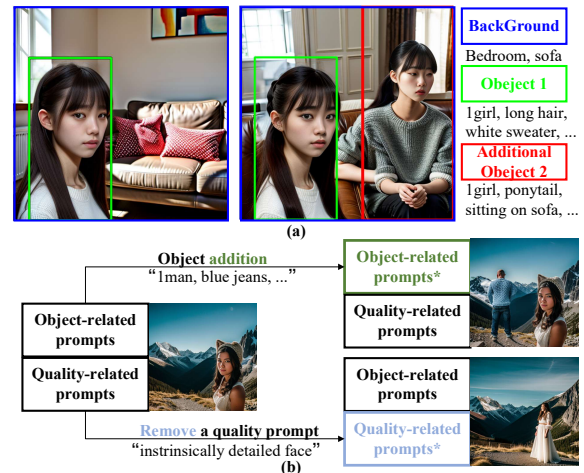 BackGround
Bedroom, sofa
Obeject 1
1girl, long hair,
white sweater, ...
Additional
Obeject 2
1girl, ponytail,
sitting on sofa, ...
(a)
Object addition
“1man, blue jeans, ...”
Object-related
prompts*
Quality-related
prompts
Object-related
prompts
Quality-related
prompts
Object-related
prompts
Quality-related
prompts*
Remove a quality prompt
“instrinsically detailed face”
(b)